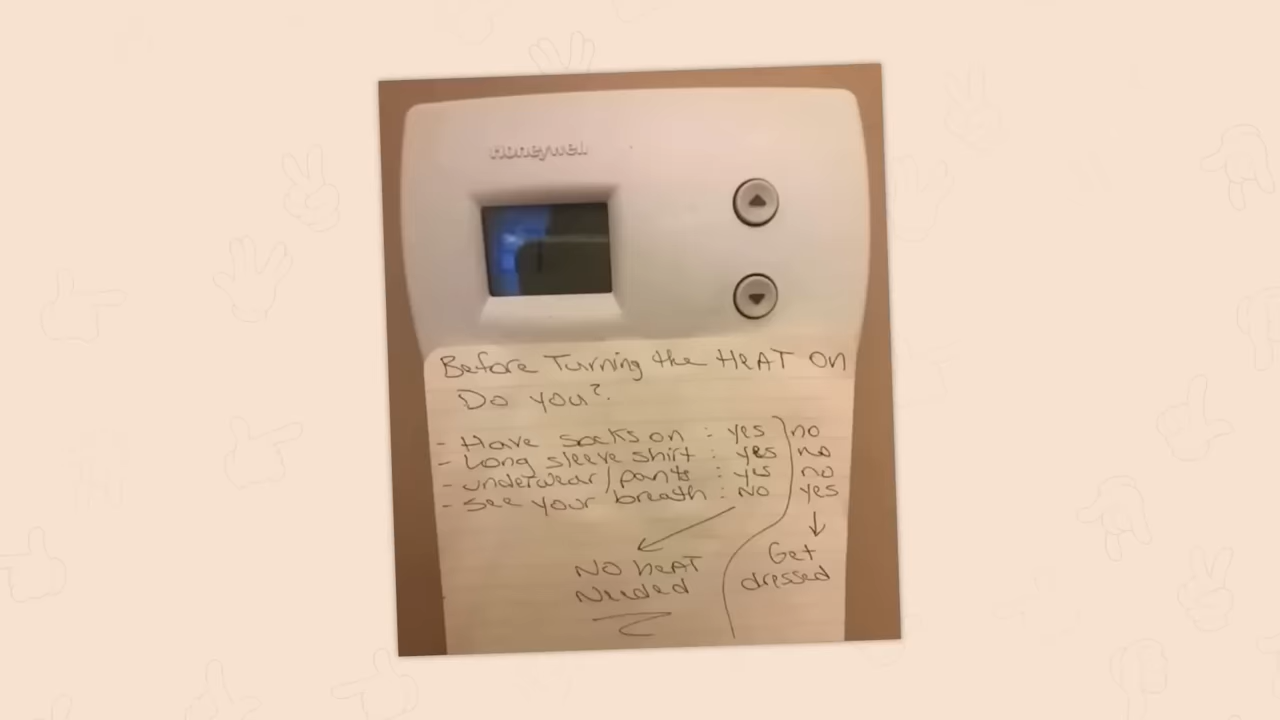 Honeywell
Before Turning the HEAT on
Do you?
- Have socks on : yes no
- Long sleeve shirt : yes no
- underwear/pants : yes no
- see your breath : No yes
No heat
Needed
Get
dressed